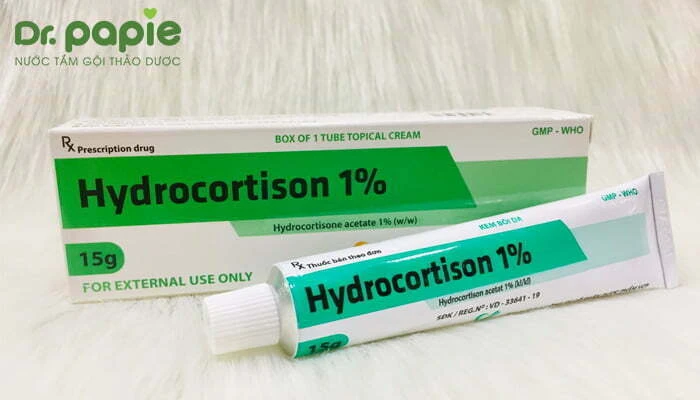 Dr. papie
NƯỚC TẮM GỘI THẢO DƯỢC
BOX OF 1 TUBE TOPICAL CREAM
GMP - WHO
Rx Prescription drug
Hydrocortison 1%
Hydrocortisone acetate 1% (w/w)
15g
FOR EXTERNAL USE ONLY
KEM BÔI DA
GMP - WHO
Rx Thuốc bán theo đơn
Hydrocortison 1%
Hydrocortison acetat 1% (kl/kl)
SĐK / REG.Nº : VD - 33641 - 19
15g